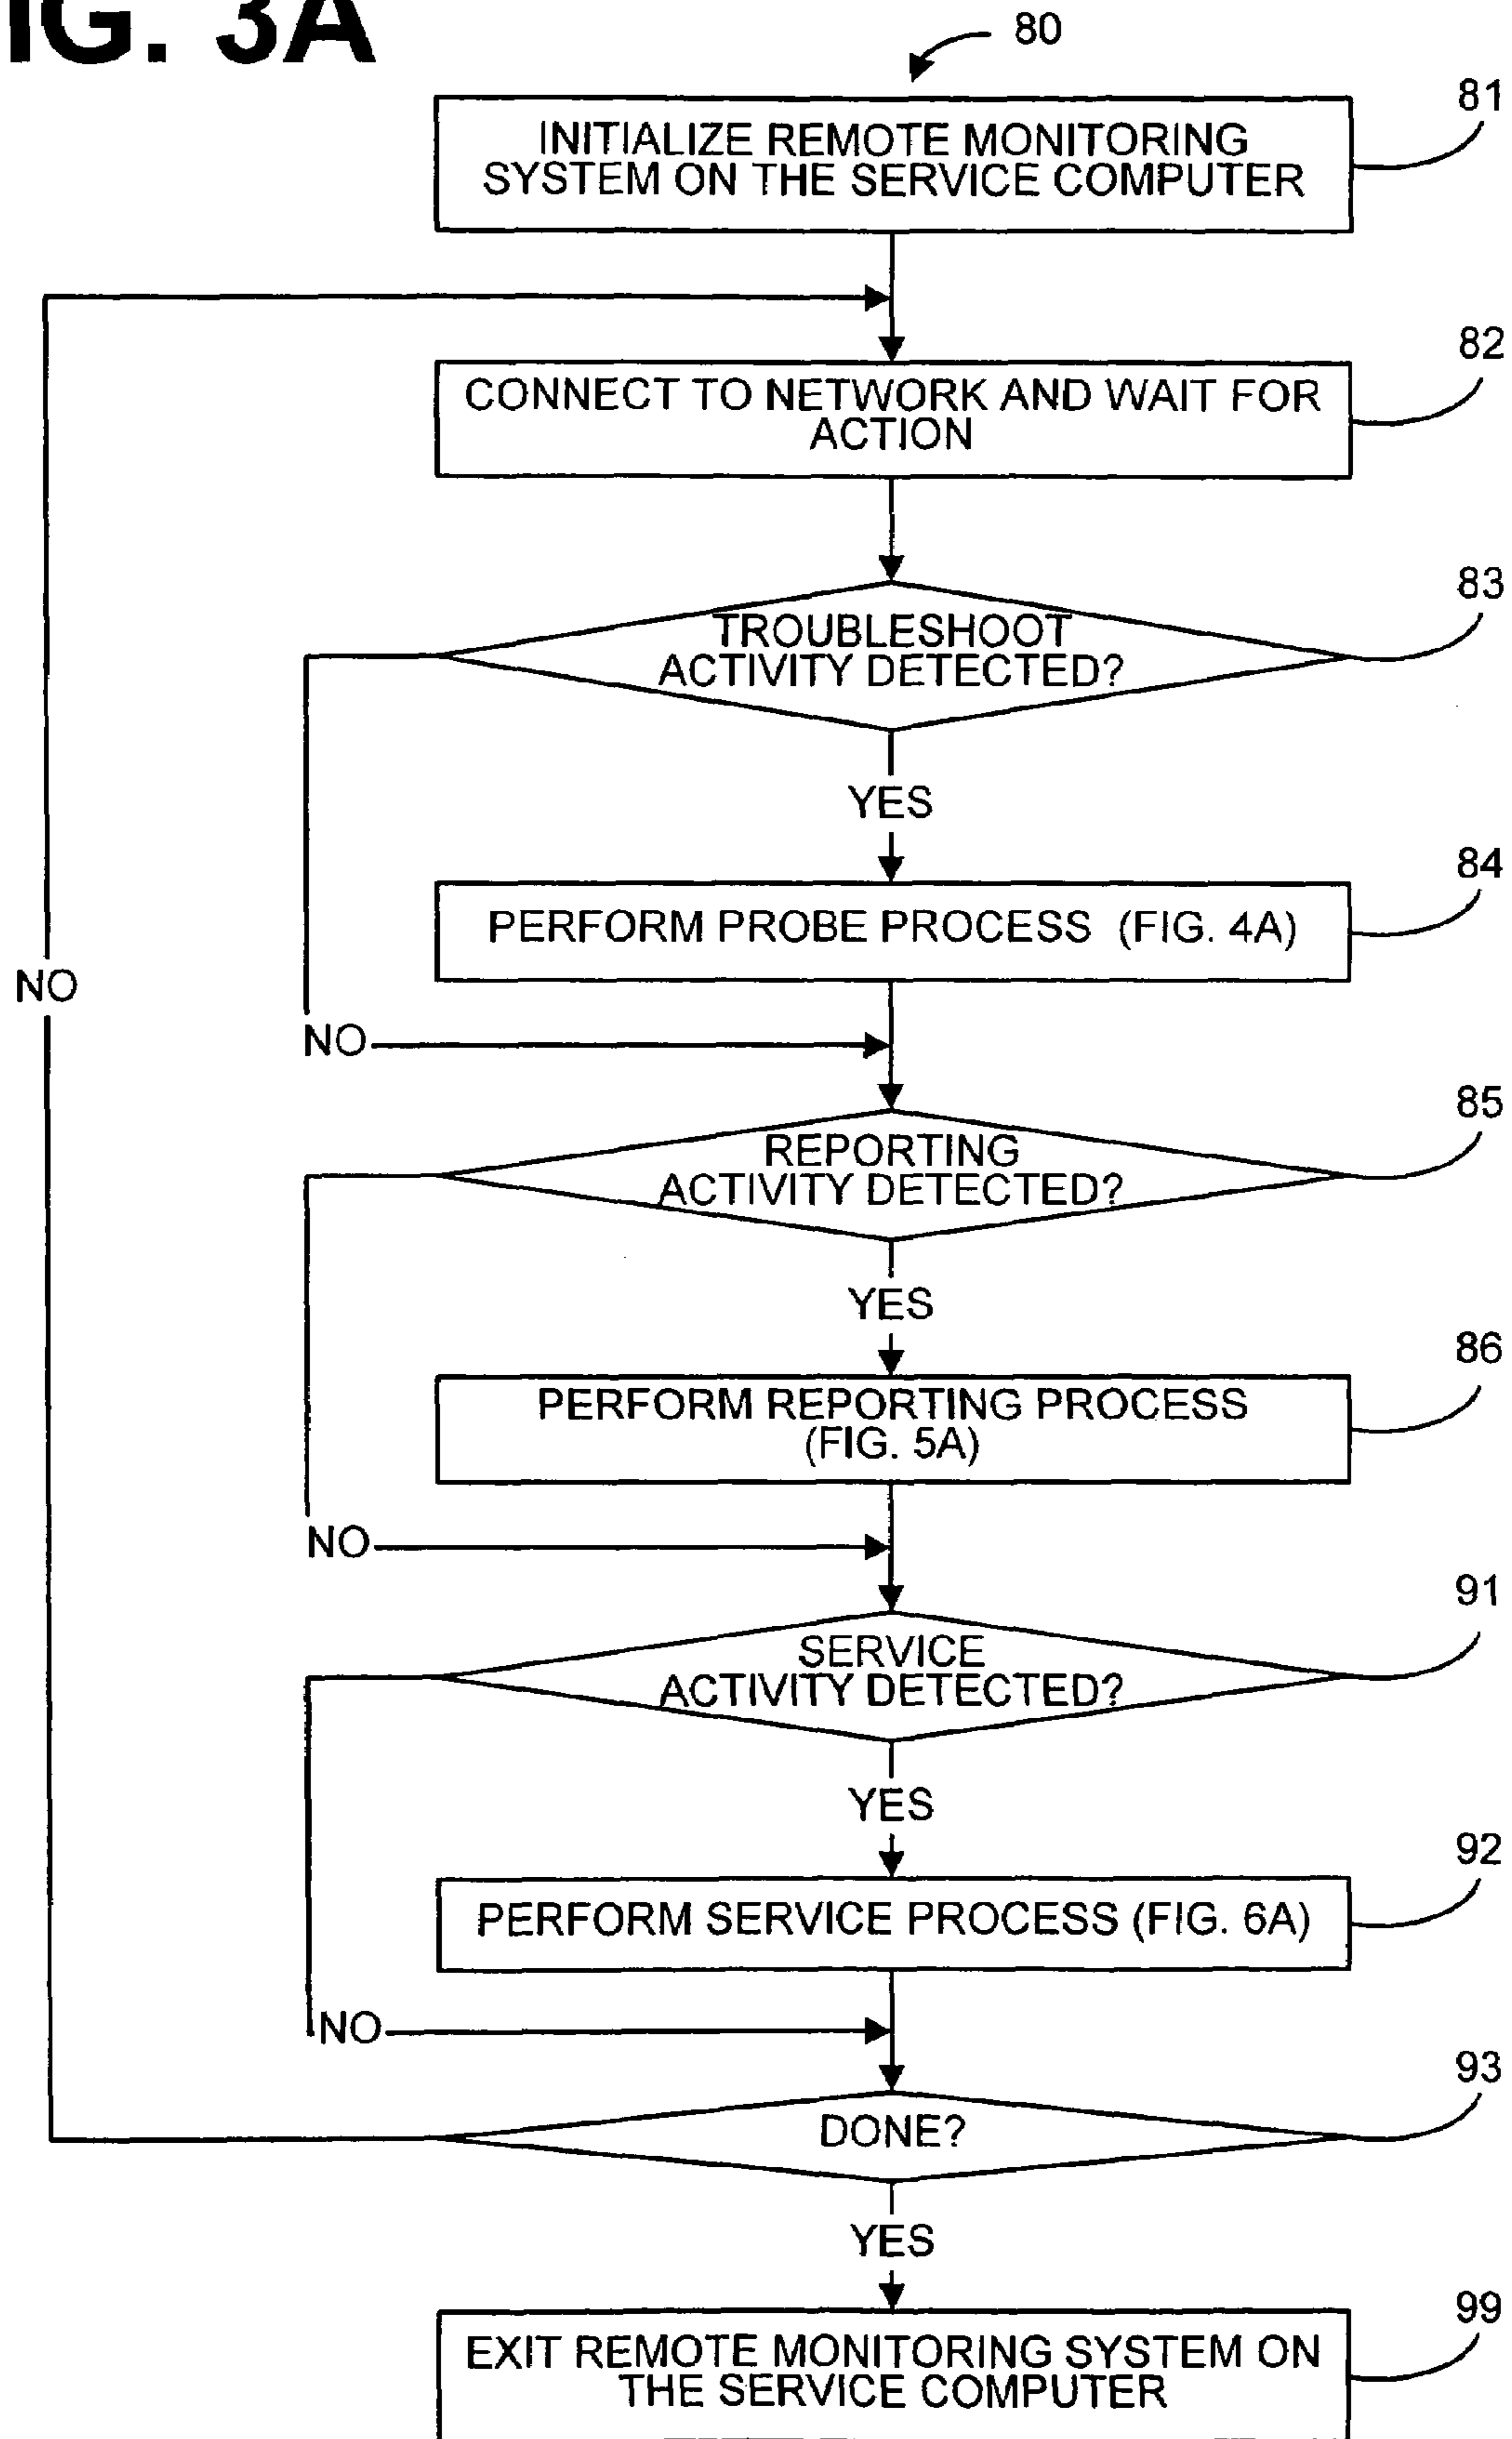 IG. 3A
80
81
INITIALIZE REMOTE MONITORING
SYSTEM ON THE SERVICE COMPUTER
82
CONNECT TO NETWORK AND WAIT FOR
ACTION
83
TROUBLESHOOT
ACTIVITY DETECTED?
YES
84
PERFORM PROBE PROCESS (FIG. 4A)
NO
NO
85
REPORTING
ACTIVITY DETECTED?
YES
86
PERFORM REPORTING PROCESS
(FIG. 5A)
NO
91
SERVICE
ACTIVITY DETECTED?
YES
92
PERFORM SERVICE PROCESS (FIG. 6A)
NO
93
DONE?
YES
99
EXIT REMOTE MONITORING SYSTEM ON
THE SERVICE COMPUTER